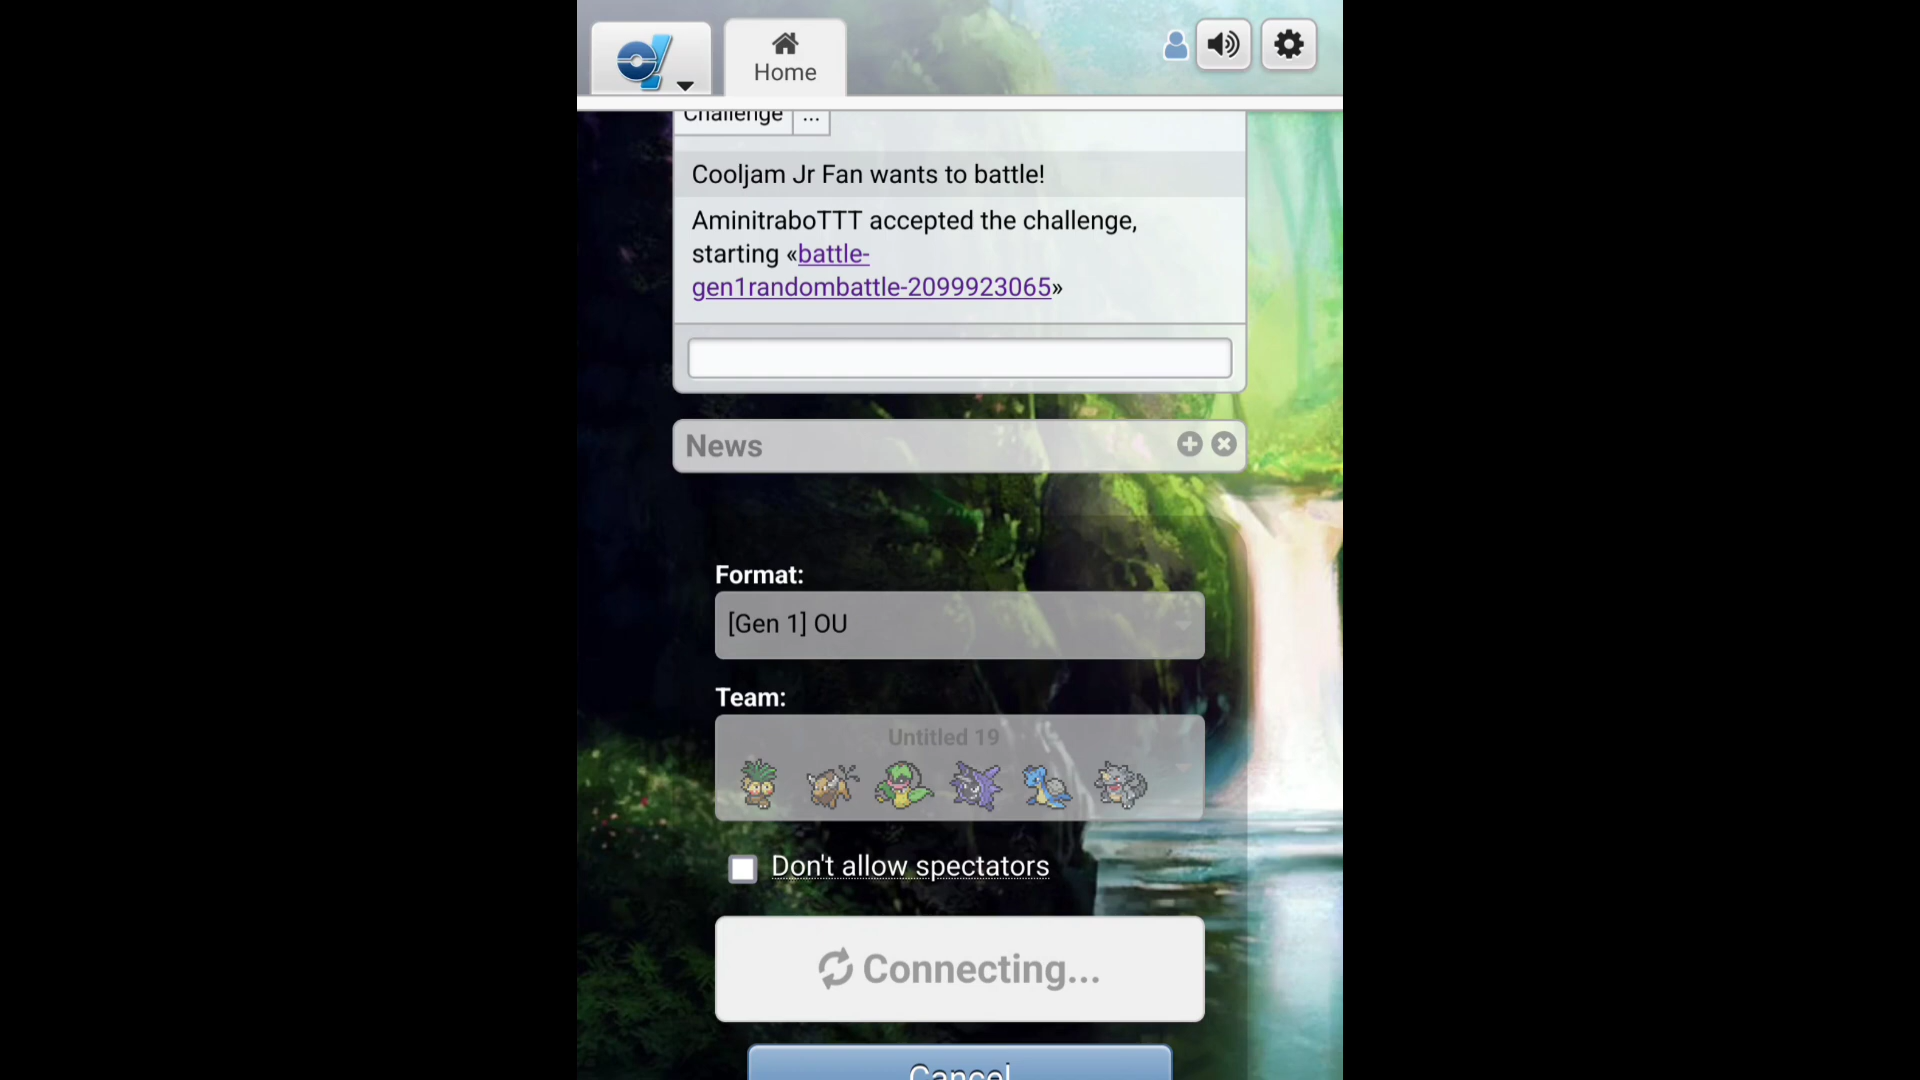 Home
Challenge ...
Cooljam Jr Fan wants to battle!
AminitraboTTT accepted the challenge,
starting «battle-
gen1randombattle-2099923065»
News
Format:
[Gen 1] OU
Team:
Untitled 19
Don't allow spectators
Connecting...
Cancel